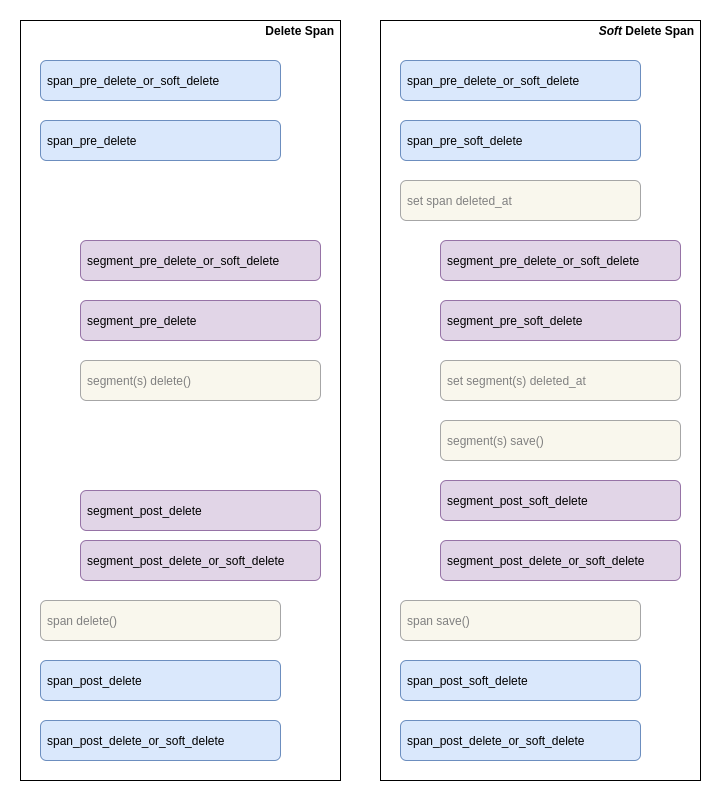 Delete Span
span_pre_delete_or_soft_delete
span_pre_delete
segment_pre_delete_or_soft_delete
segment_pre_delete
segment(s) delete()
segment_post_delete
segment_post_delete_or_soft_delete
span delete()
span_post_delete
span_post_delete_or_soft_delete
Soft Delete Span
span_pre_delete_or_soft_delete
span_pre_soft_delete
set span deleted_at
segment_pre_delete_or_soft_delete
segment_pre_soft_delete
set segment(s) deleted_at
segment(s) save()
segment_post_soft_delete
segment_post_delete_or_soft_delete
span save()
span_post_soft_delete
span_post_delete_or_soft_delete